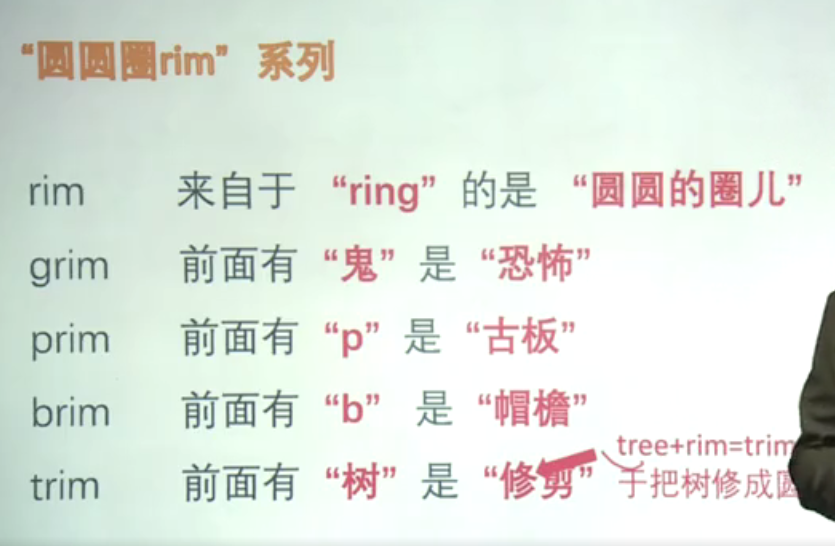 “圆圆圈rim” 系列
rim 来自于 “ring” 的是 “圆圆的圈儿”
grim 前面有 “鬼” 是 “恐怖”
prim 前面有 “p” 是 “古板”
brim 前面有 “b” 是 “帽檐”
trim 前面有 “树” 是 “修剪”
tree+rim=trim
于把树修成圆